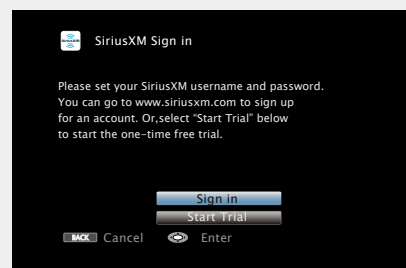 SiriusXM Sign in
Please set your SiriusXM username and password.
You can go to www.siriusxm.com to sign up
for an account. Or,select “Start Trial” below
to start the one-time free trial.
Sign in
Start Trial
BACK Cancel Enter